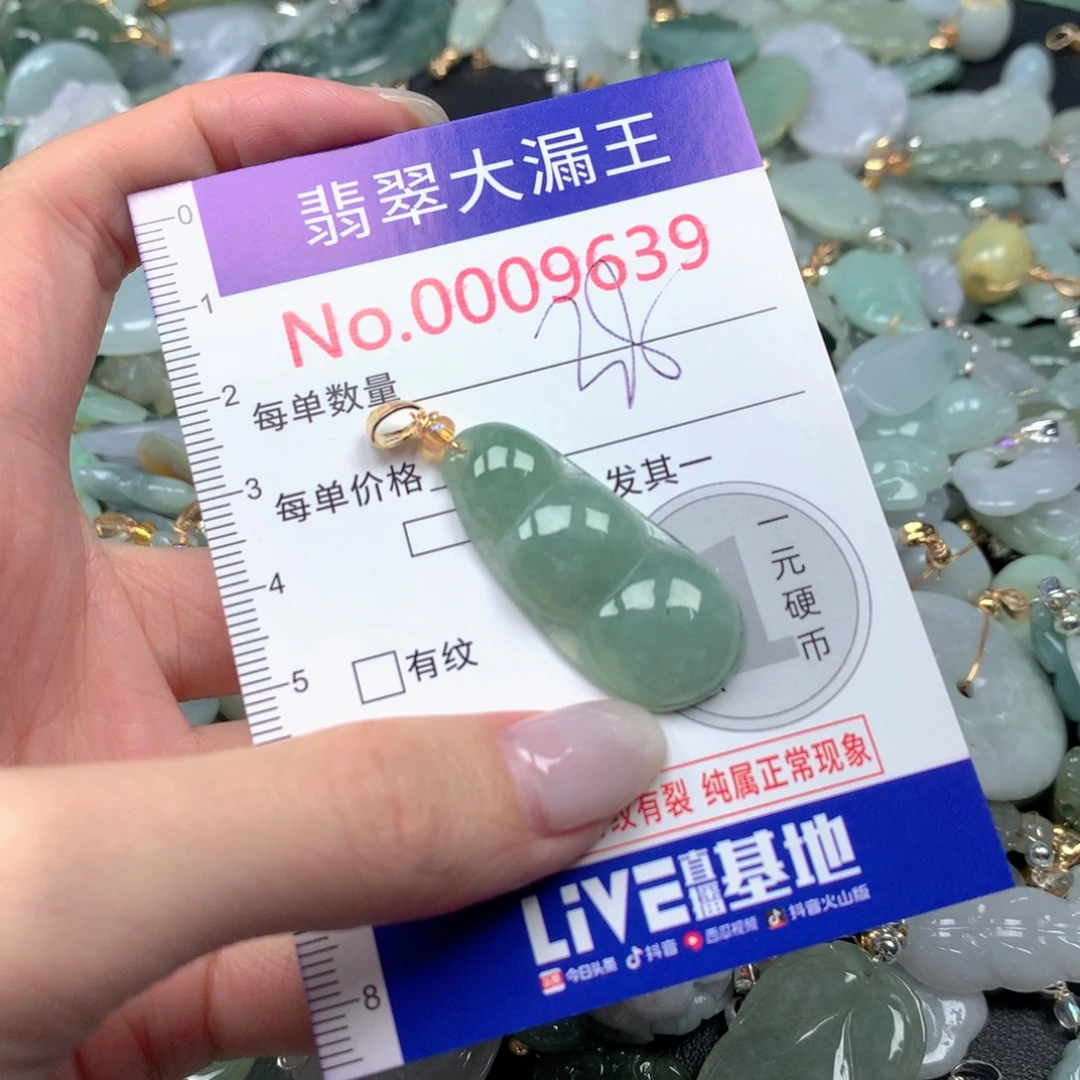 翡翠大漏王
No.0009639
每单数量
每单价格
发其一
一元硬币
有纹
纹有裂 纯属正常现象
LiVE直播基地
今日头条 抖音 西瓜视频 抖音火山版
0
1
2
3
4
5
8